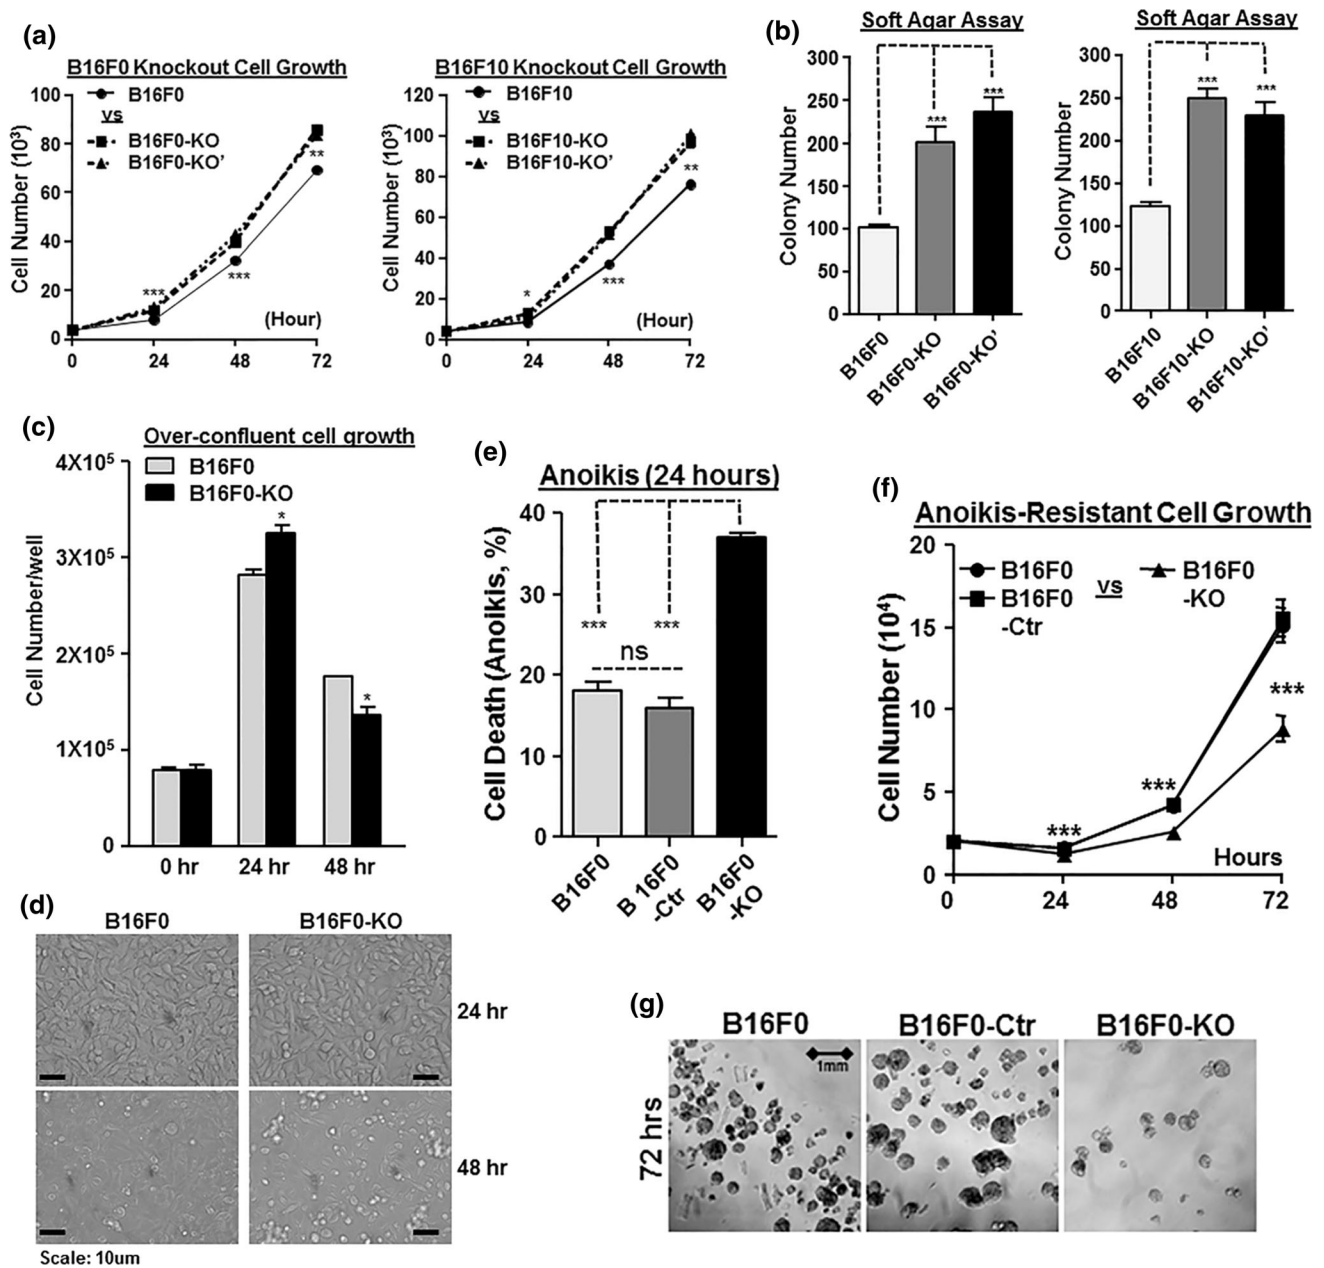 (a)
B16F0 Knockout Cell Growth
B16F0
vs
B16F0-KO
B16F0-KO’
Cell Number (10³)
100
80
60
40
20
0
***
***
**
(Hour)
0 24 48 72
B16F10 Knockout Cell Growth
B16F10
vs
B16F10-KO
B16F10-KO’
Cell Number (10³)
120
100
80
60
40
20
0
*
***
**
(Hour)
0 24 48 72
(b)
Soft Agar Assay
Colony Number
300
250
200
150
100
50
0
***
***
B16F0
B16F0-KO
B16F0-KO’
Soft Agar Assay
Colony Number
300
250
200
150
100
50
0
***
***
B16F10
B16F10-KO
B16F10-KO’
(c)
Over-confluent cell growth
B16F0
B16F0-KO
Cell Number/well
4X10⁵
3X10⁵
2X10⁵
1X10⁵
0
*
*
0 hr 24 hr 48 hr
(d)
B16F0 B16F0-KO
24 hr
48 hr
Scale: 10um
(e)
Anoikis (24 hours)
Cell Death (Anoikis, %)
40
30
20
10
0
*** ***
ns
B16F0
B 16F0
-Ctr
B16F0
-KO
(f)
Anoikis-Resistant Cell Growth
B16F0
B16F0
-Ctr
vs
B16F0
-KO
Cell Number (10⁴)
20
15
10
5
0
***
***
***
Hours
0 24 48 72
(g)
B16F0 B16F0-Ctr B16F0-KO
1mm
72 hrs